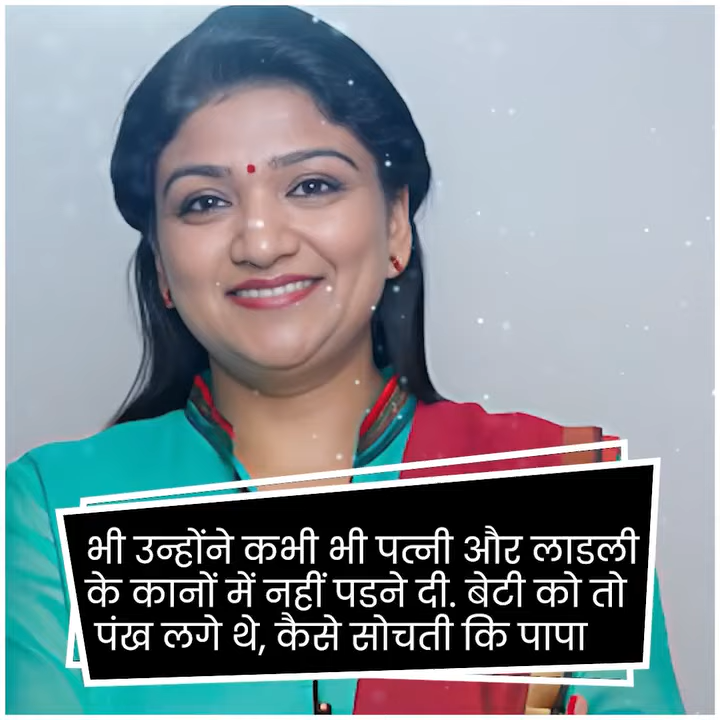 भी उन्होंने कभी भी पत्नी और लाडली
के कानों में नहीं पडने दी. बेटी को तो
पंख लगे थे, कैसे सोचती कि पापा